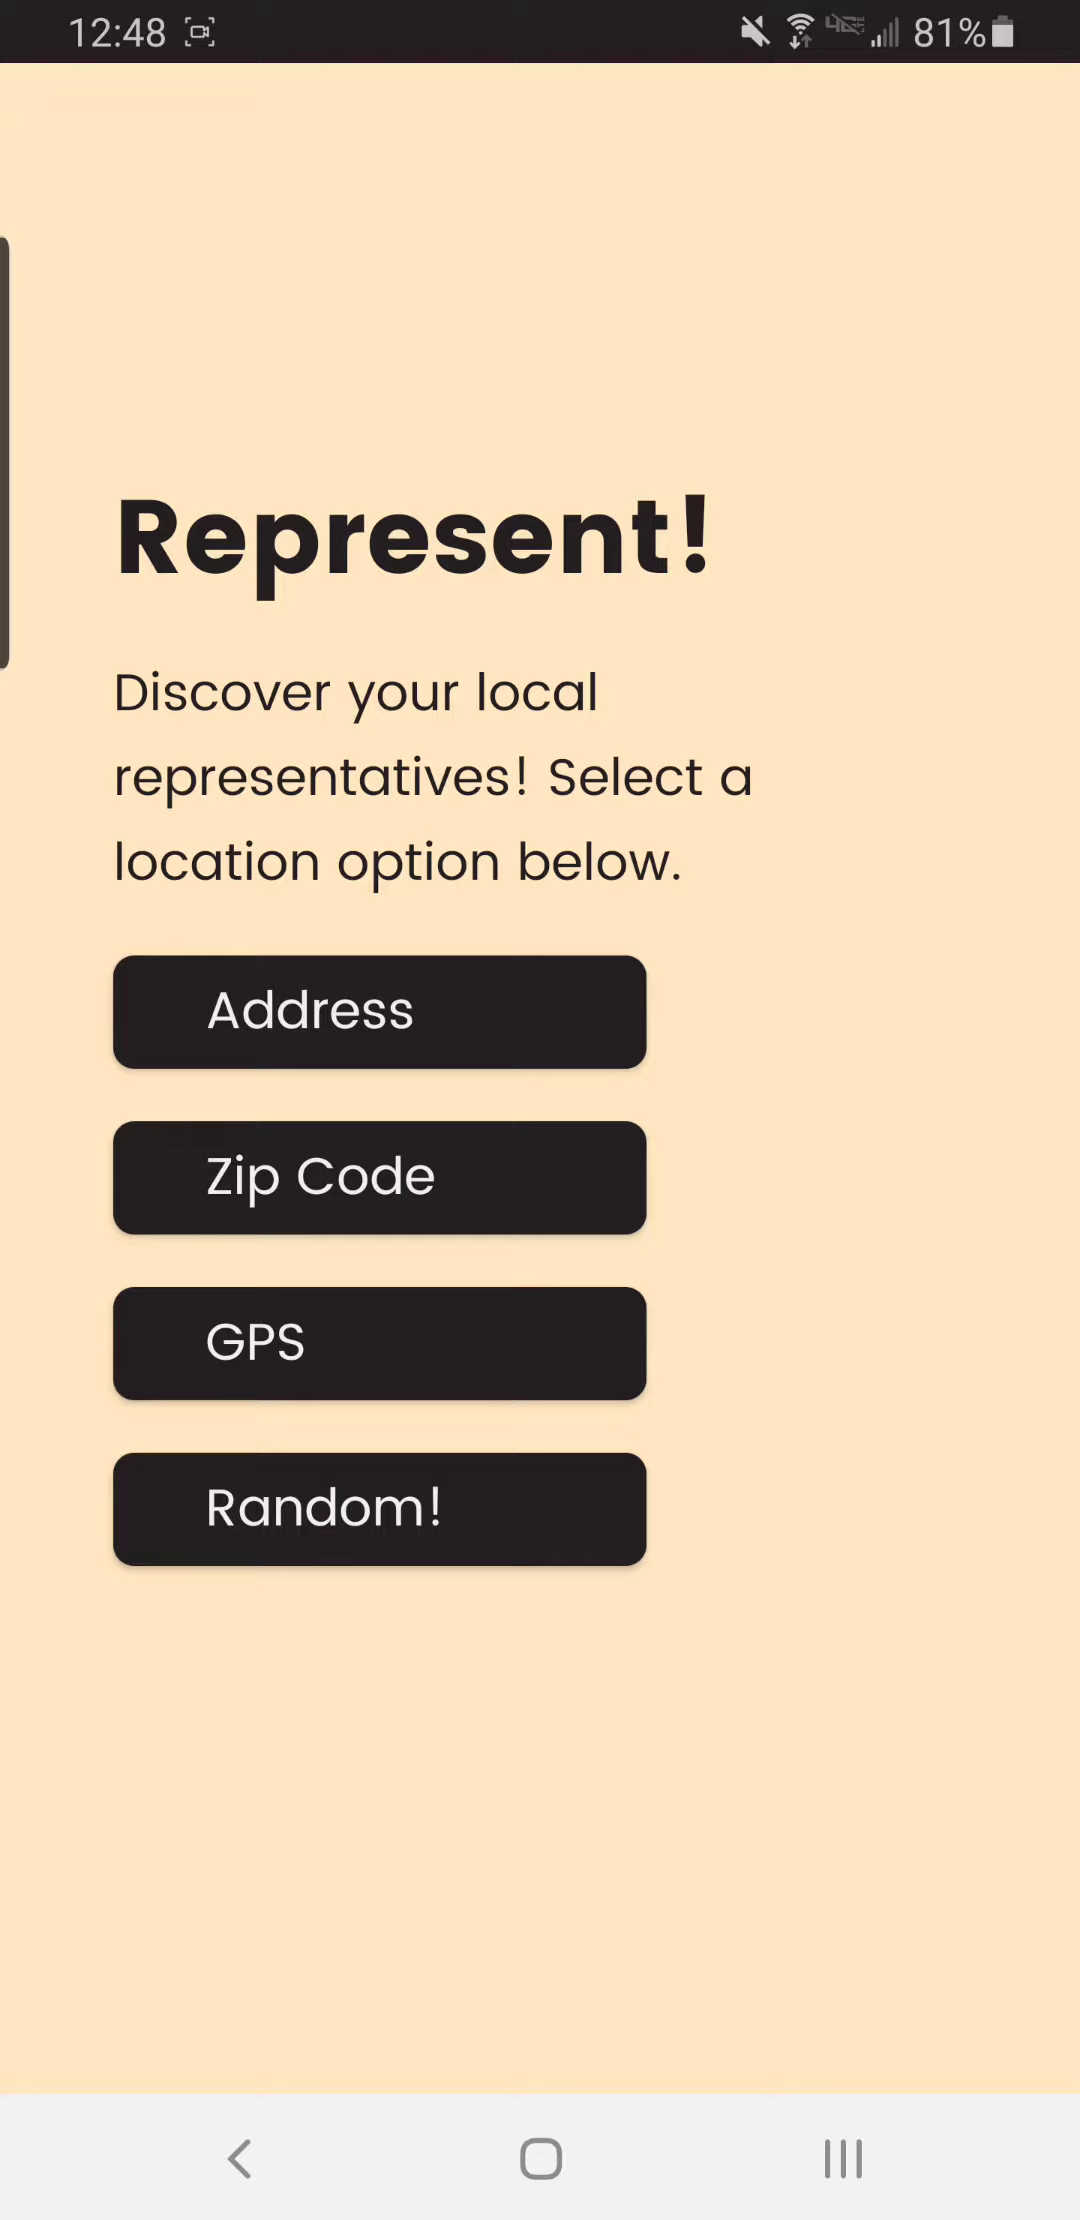 12:48
81%
Represent!
Discover your local
representatives! Select a
location option below.
Address
Zip Code
GPS
Random!